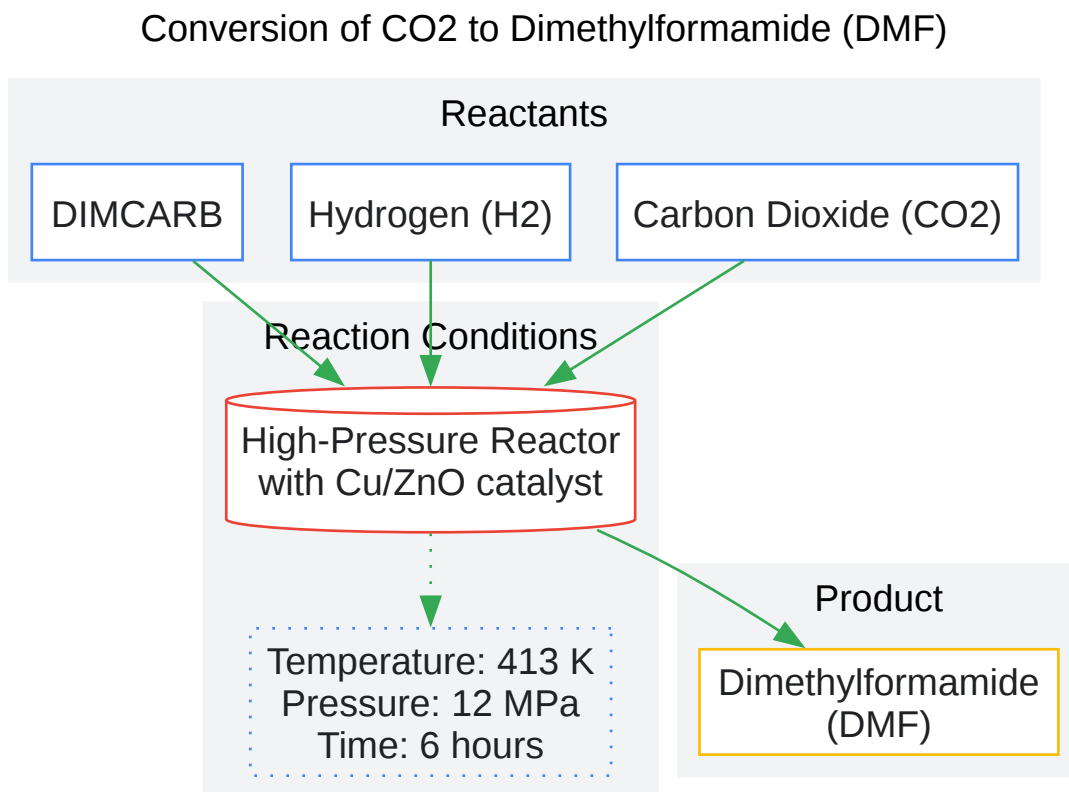 Conversion of CO2 to Dimethylformamide (DMF)
Reactants
DIMCARB
Hydrogen (H2)
Carbon Dioxide (CO2)
Reaction Conditions
High-Pressure Reactor
with Cu/ZnO catalyst
Temperature: 413 K
Pressure: 12 MPa
Time: 6 hours
Product
Dimethylformamide
(DMF)